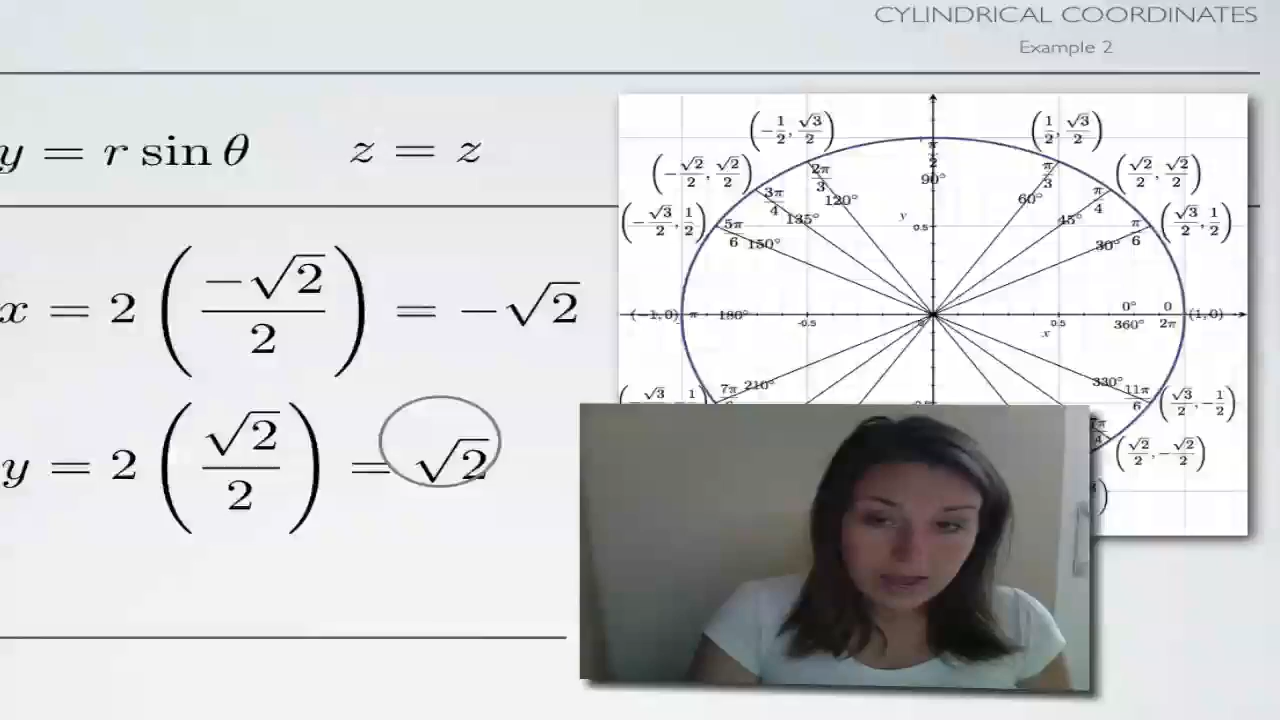 CYLINDRICAL COORDINATES
Example 2
y = r sin θ z = z
x = 2 (−√2/2) = −√2
y = 2 (√2/2) = √2
(−1/2, √3/2) (1/2, √3/2)
(−√2/2, √2/2) (√2/2, √2/2)
(−√3/2, 1/2) (√3/2, 1/2)
π/2
90°
2π/3 120° π/3 60°
3π/4 135° π/4 45°
5π/6 150° π/6 30°
y
0.5
(−1,0) π 180° -0.5 0.5 0° 0 (1,0)
x 360° 2π
7π/6 210° 330° 11π/6 (√3/2, −1/2)
(√2/2, −√2/2)